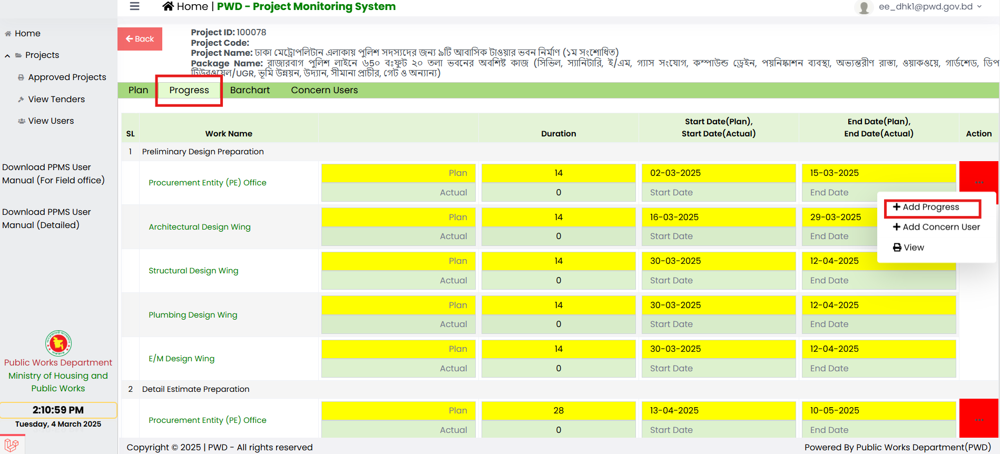 Home | PWD - Project Monitoring System
ee_dhk1@pwd.gov.bd
Home
Projects
Approved Projects
View Tenders
View Users
Download PPMS User
Manual (For Field office)
Download PPMS User
Manual (Detailed)
Public Works Department
Ministry of Housing and
Public Works
2:10:59 PM
Tuesday, 4 March 2025
Back
Project ID: 100078
Project Code:
Project Name: ঢাকা মেট্রোপলিটান এলাকায় পুলিশ সদস্যদের জন্য ৯টি আবাসিক টাওয়ার ভবন নির্মাণ (১ম সংশোধিত)
Package Name: রাজারবাগ পুলিশ লাইনে ৬৫০ বঃফুট ২০ তলা ভবনের অবশিষ্ট কাজ (সিভিল, স্যানিটারি, ই/এম, গ্যাস সংযোগ, কম্পাউন্ড ড্রেইন, পয়নিষ্কাশন ব্যবস্থা, অভ্যন্তরীণ রাস্তা, ওয়াকওয়ে, গার্ডশেড, ডিপ
টিউবওয়েল/UGR, ভূমি উন্নয়ন, উদ্যান, সীমানা প্রাচীর, গেট ও অন্যান্য)
Plan Progress Barchart Concern Users
SL Work Name Duration Start Date(Plan), Start Date(Actual) End Date(Plan), End Date(Actual) Action
1 Preliminary Design Preparation
Procurement Entity (PE) Office
Plan 14 02-03-2025 15-03-2025
Actual 0 Start Date End Date
...
Add Progress
Add Concern User
View
Architectural Design Wing
Plan 14 16-03-2025 29-03-2025
Actual 0 Start Date End Date
Structural Design Wing
Plan 14 30-03-2025 12-04-2025
Actual 0 Start Date End Date
Plumbing Design Wing
Plan 14 30-03-2025 12-04-2025
Actual 0 Start Date End Date
E/M Design Wing
Plan 14 30-03-2025 12-04-2025
Actual 0 Start Date End Date
2 Detail Estimate Preparation
Procurement Entity (PE) Office
Plan 28 13-04-2025 10-05-2025
Actual 0 Start Date End Date
...
Copyright © 2025 | PWD - All rights reserved
Powered By Public Works Department(PWD)